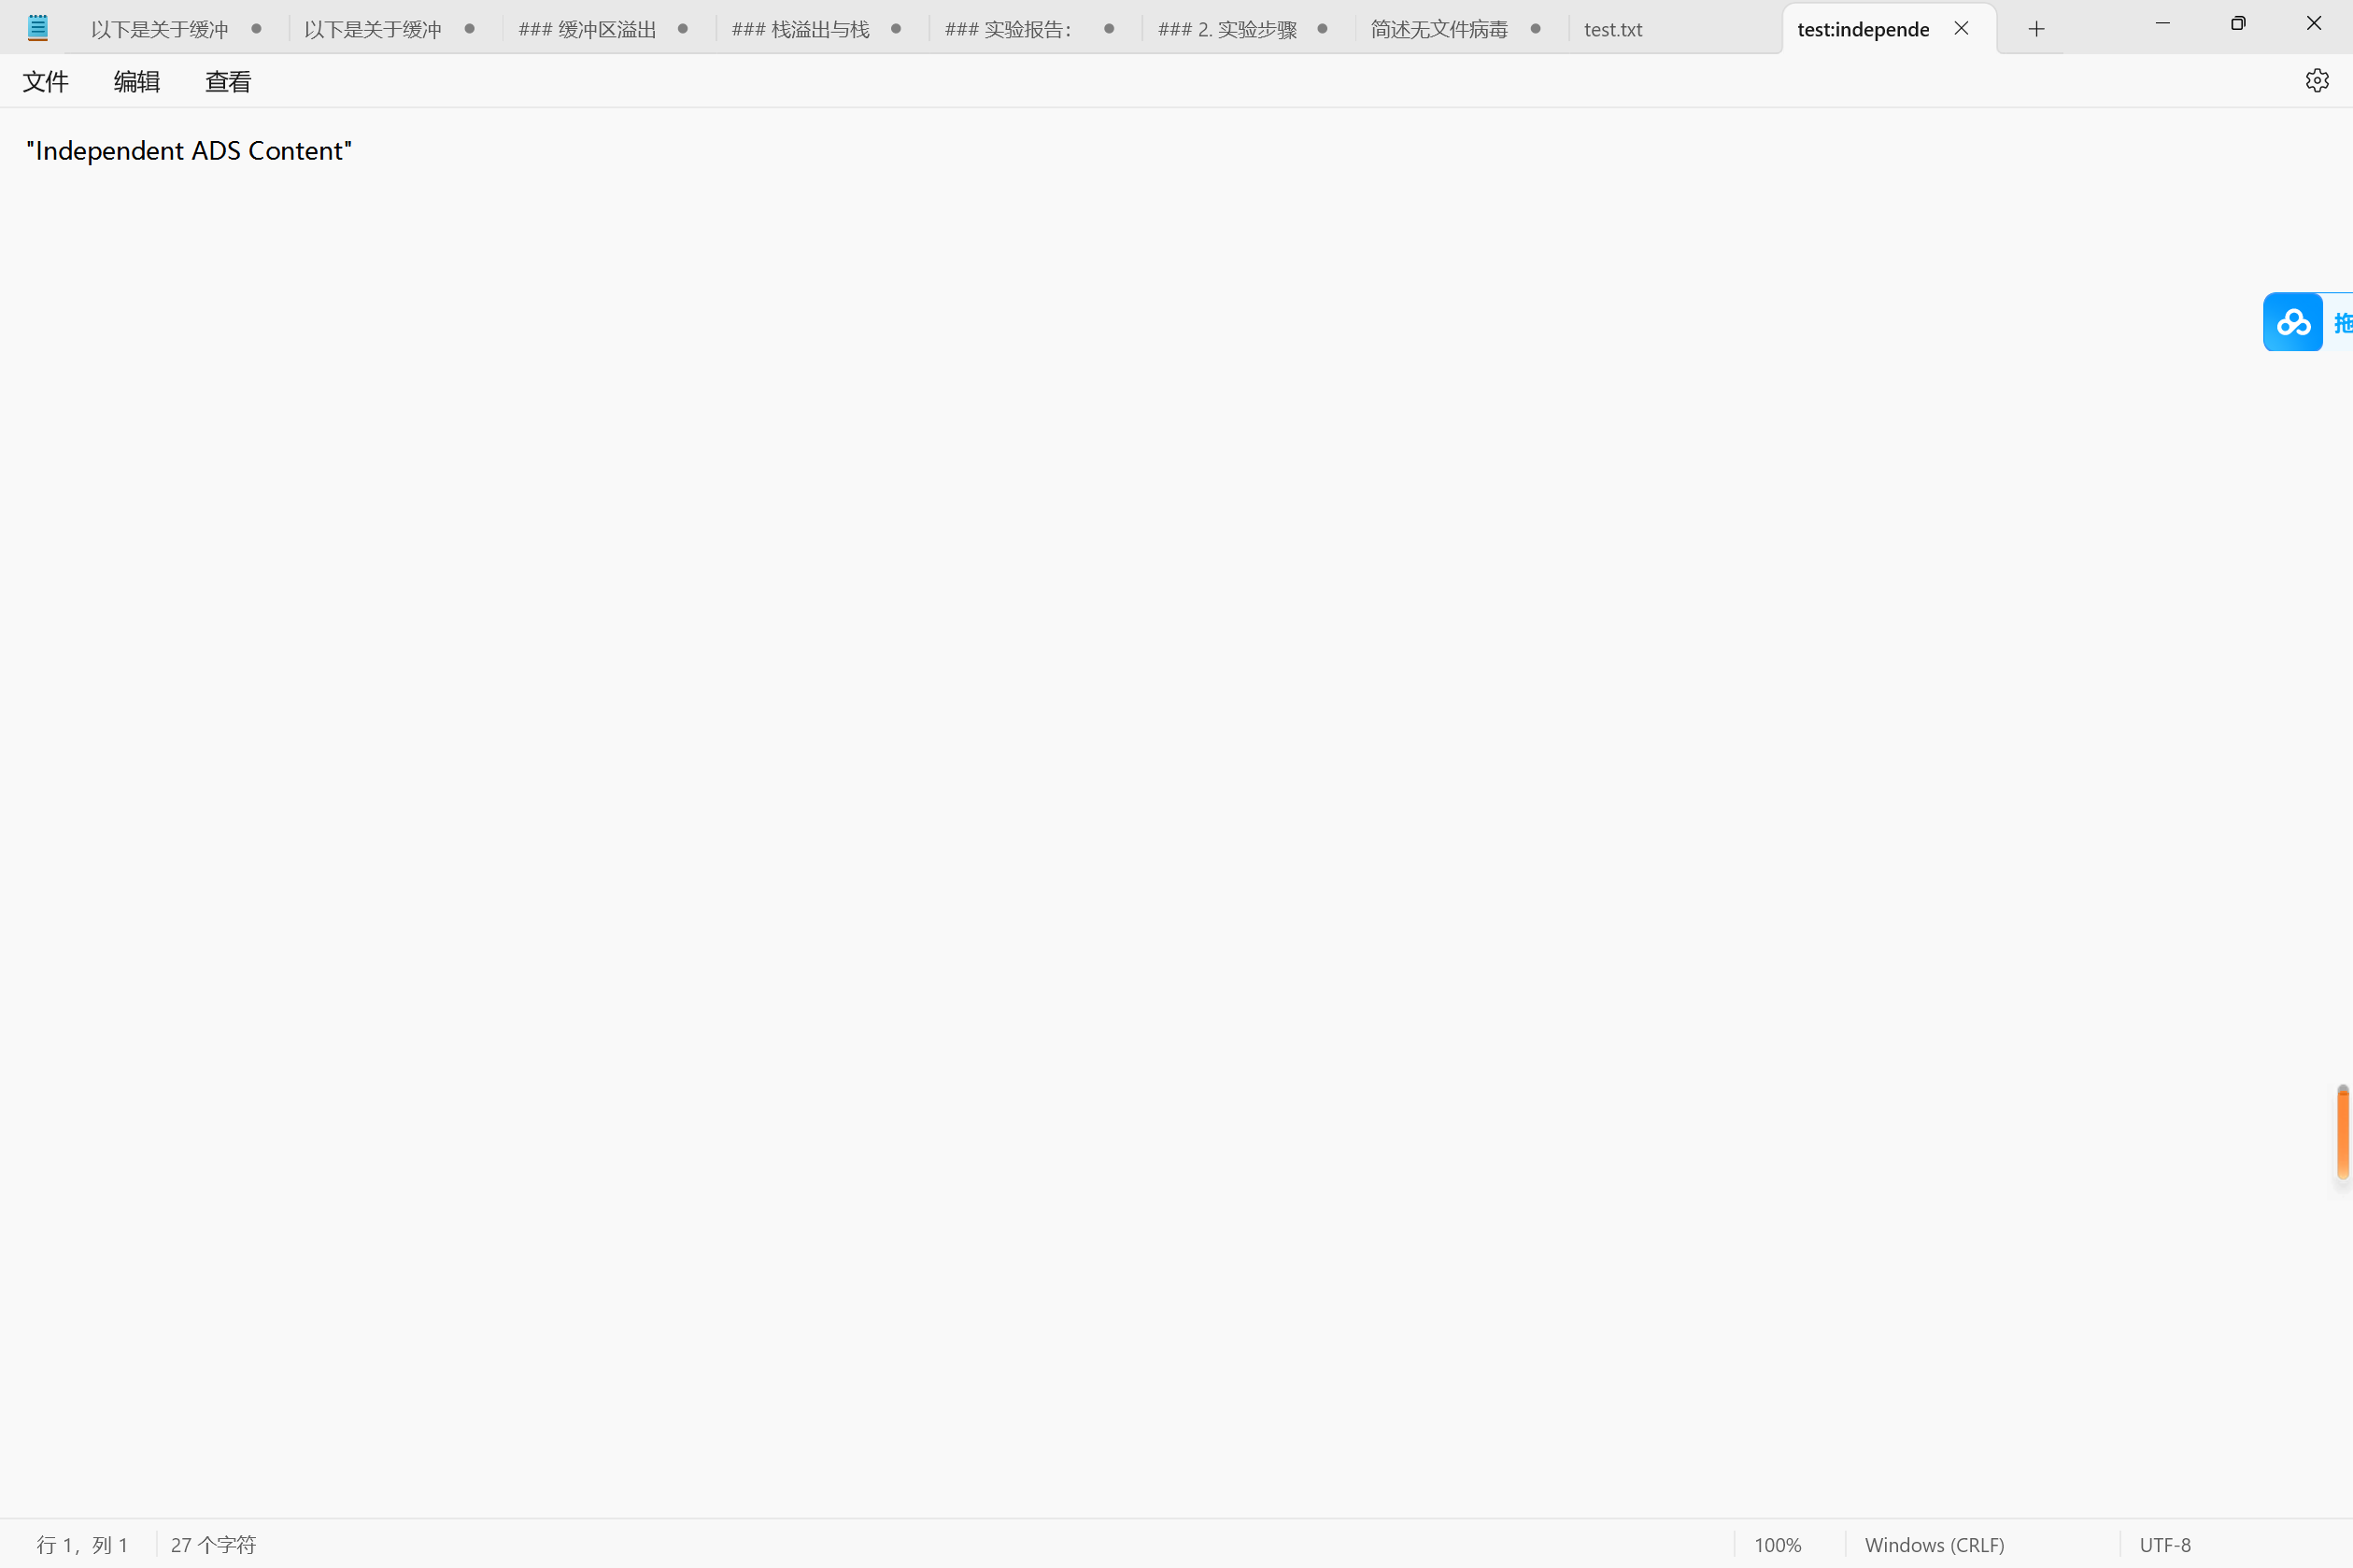 以下是关于缓冲
以下是关于缓冲
### 缓冲区溢出
### 栈溢出与栈
### 实验报告：
### 2. 实验步骤
简述无文件病毒
test.txt
test:independe
文件 编辑 查看
"Independent ADS Content"
拖
行 1，列 1
27 个字符
100%
Windows (CRLF)
UTF-8